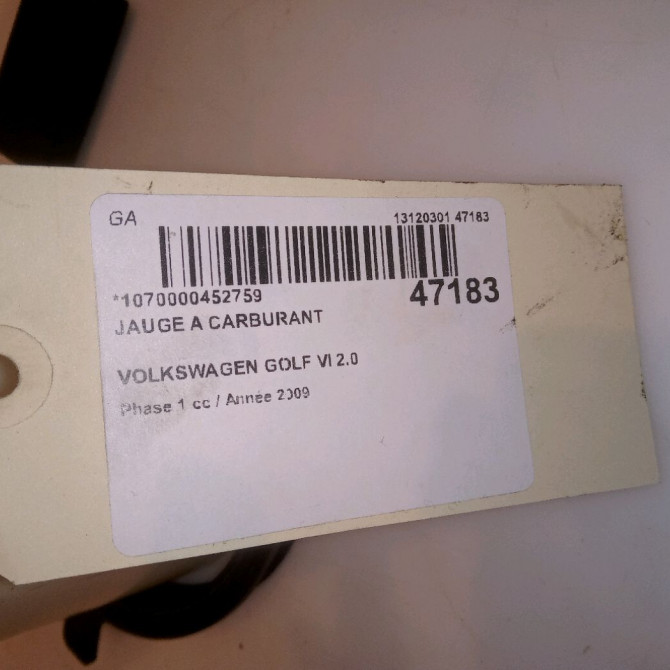 GA 13120301 47183
*1070000452759 47183
JAUGE A CARBURANT
VOLKSWAGEN GOLF VI 2.0
Phase 1 cc / Année 2009